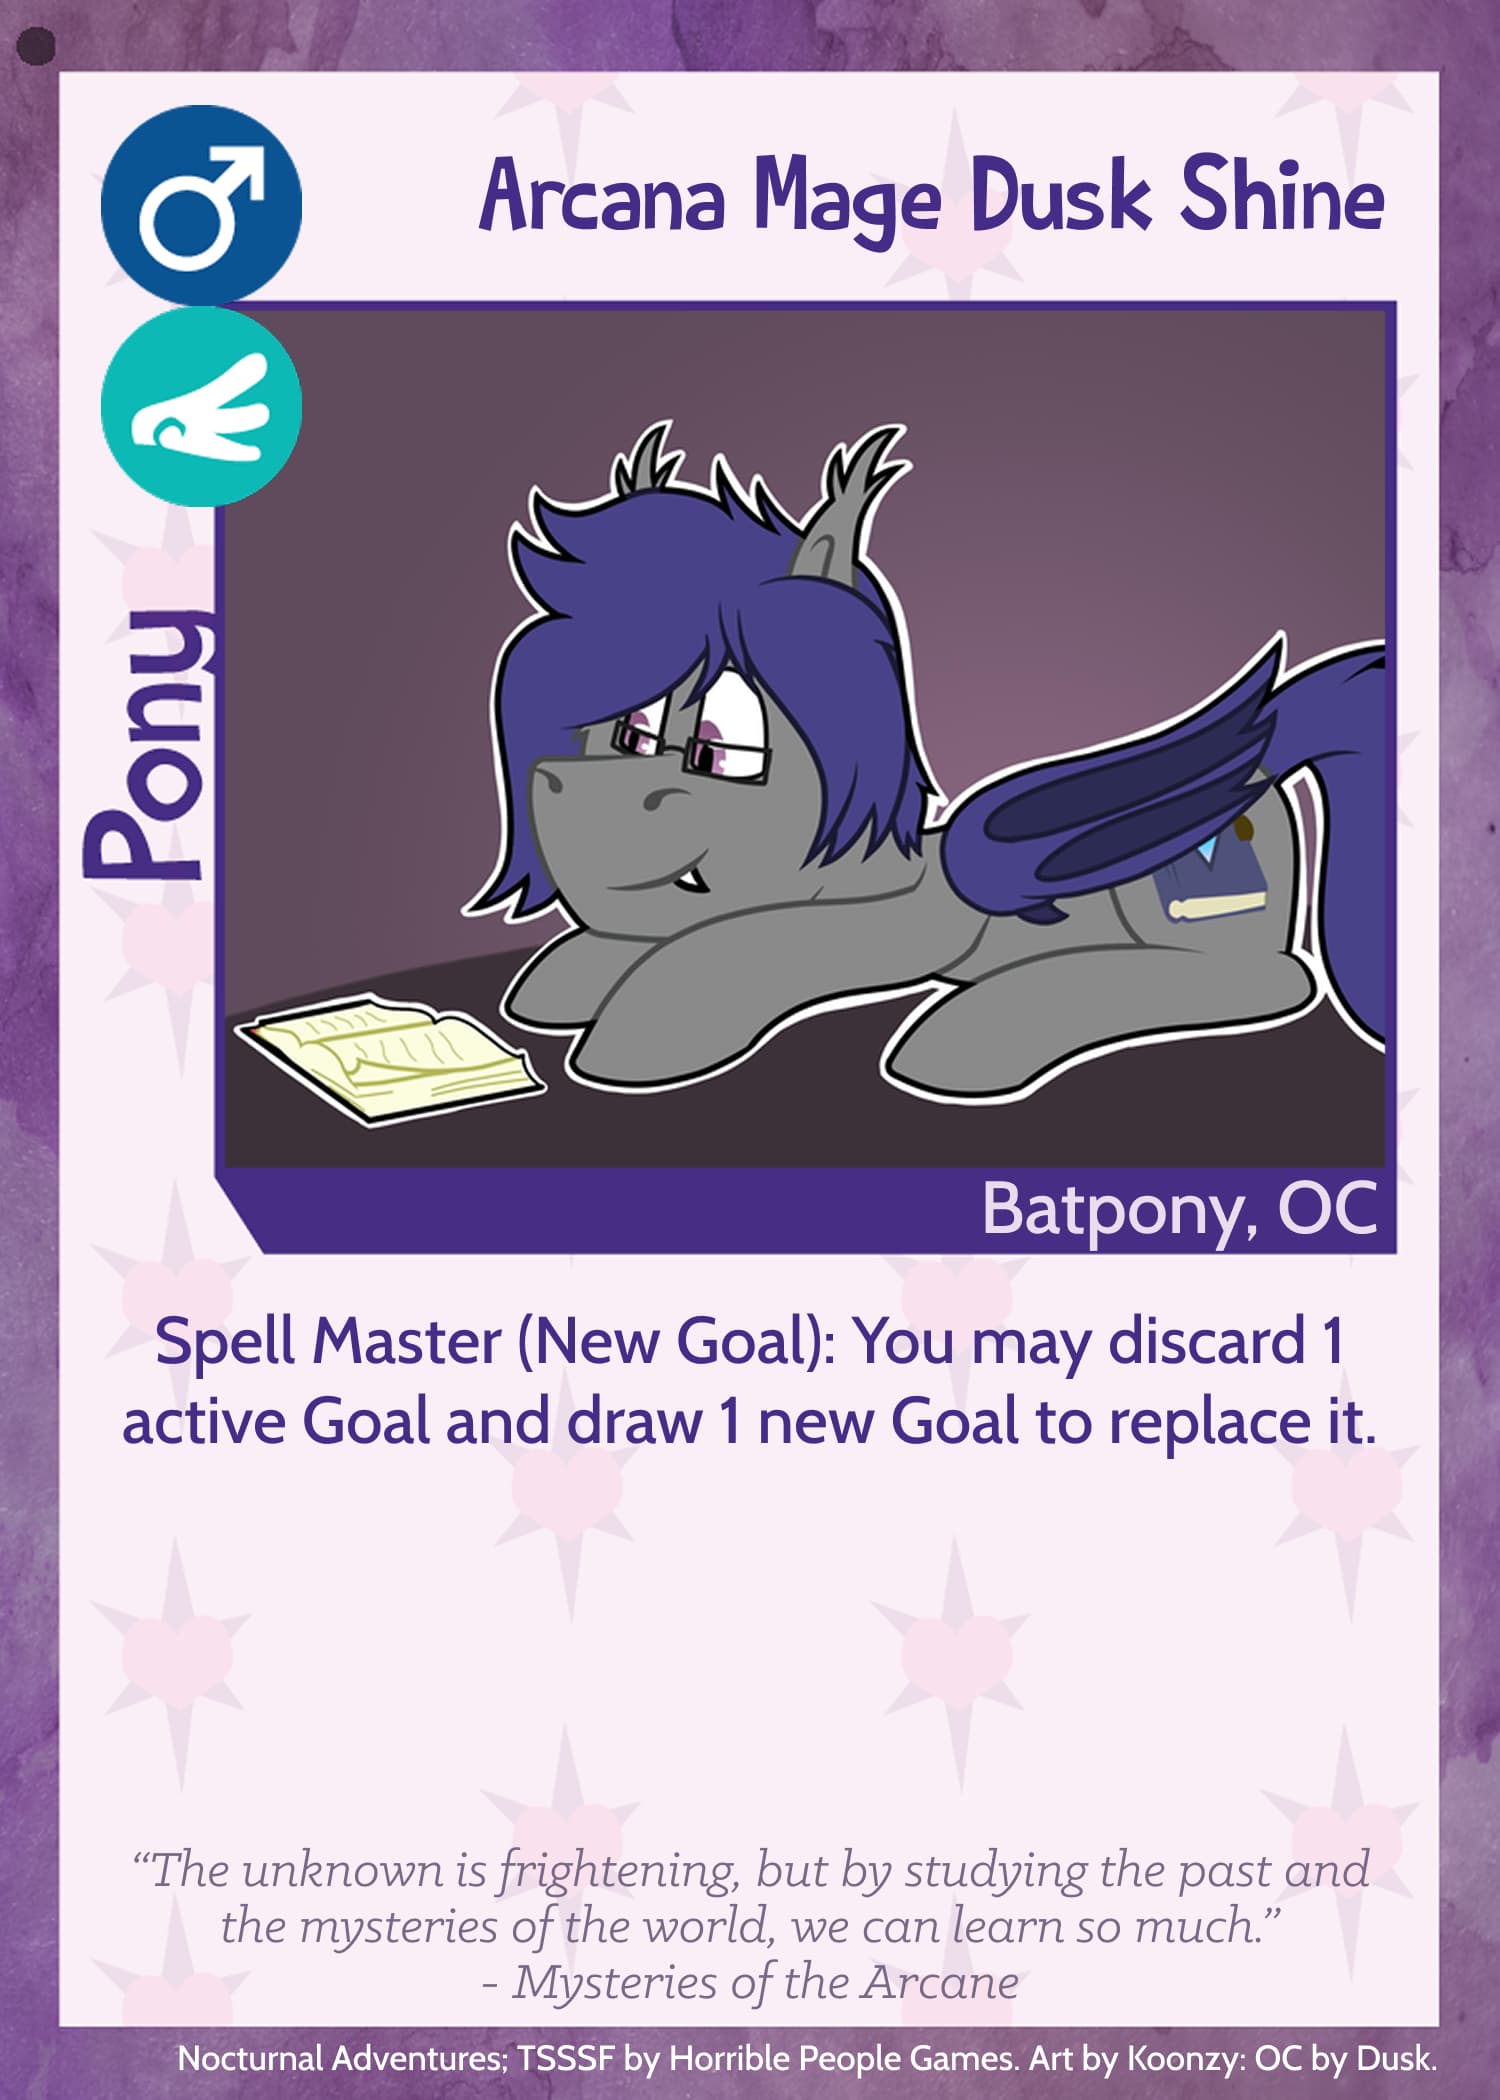 Arcana Mage Dusk Shine
Pony
Batpony, OC
Spell Master (New Goal): You may discard 1
active Goal and draw 1 new Goal to replace it.
“The unknown is frightening, but by studying the past and
the mysteries of the world, we can learn so much.”
- Mysteries of the Arcane
Nocturnal Adventures; TSSSF by Horrible People Games. Art by Koonzy: OC by Dusk.